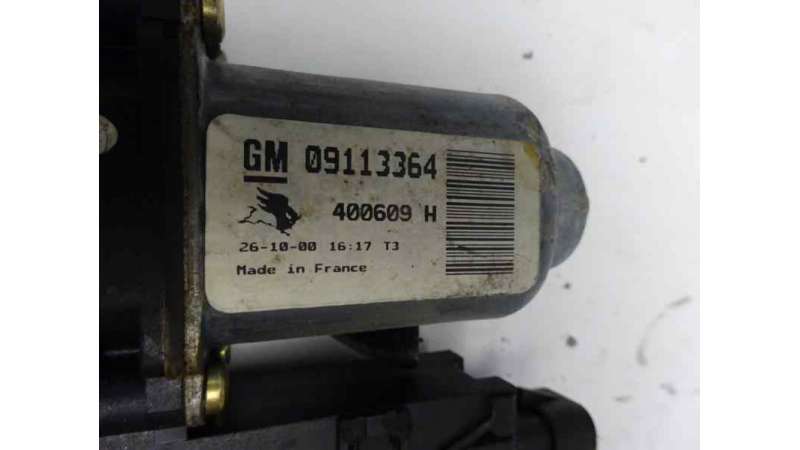 GM 09113364
400609 H
26-10-00 16:17 T3
Made in France